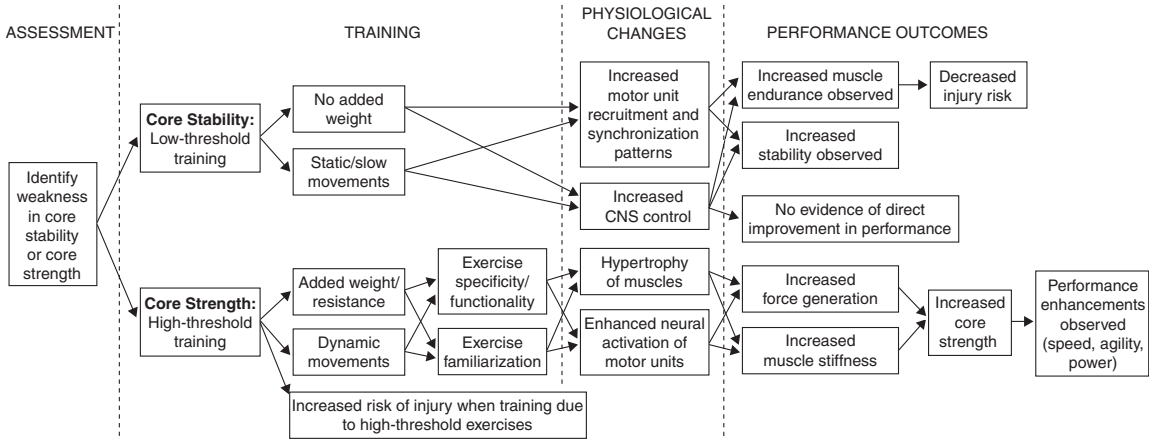 ASSESSMENT
TRAINING
PHYSIOLOGICAL
CHANGES
PERFORMANCE OUTCOMES
Identify
weakness
in core
stability
or core
strength
Core Stability:
Low-threshold
training
No added
weight
Static/slow
movements
Increased
motor unit
recruitment and
synchronization
patterns
Increased
CNS control
Increased muscle
endurance observed
Decreased
injury risk
Increased
stability observed
No evidence of direct
improvement in performance
Core Strength:
High-threshold
training
Added weight/
resistance
Dynamic
movements
Exercise
specificity/
functionality
Exercise
familiarization
Increased risk of injury when training due
to high-threshold exercises
Hypertrophy
of muscles
Enhanced neural
activation of
motor units
Increased
force generation
Increased
muscle stiffness
Increased
core
strength
Performance
enhancements
observed
(speed, agility,
power)